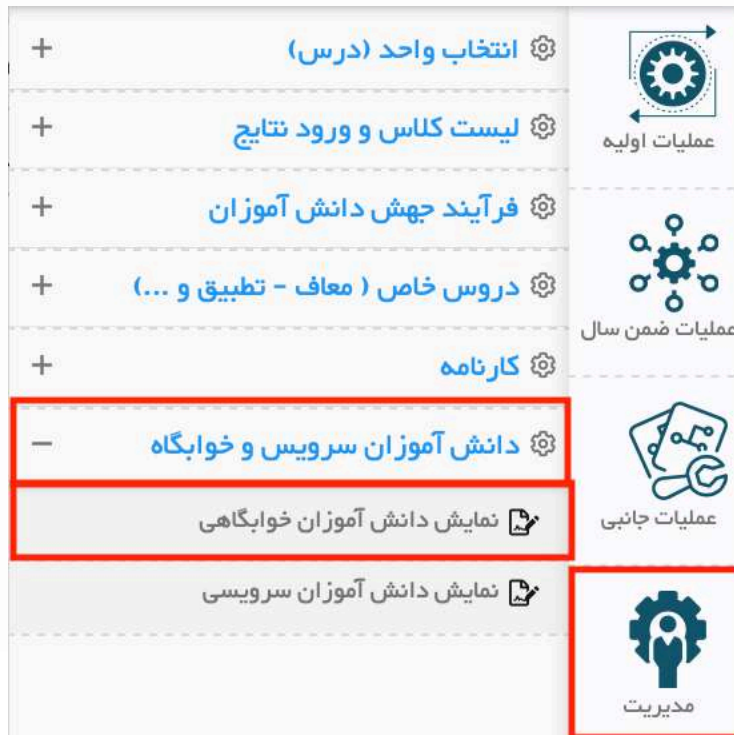 انتخاب واحد (درس)
لیست کلاس و ورود نتایج
فرآیند جهش دانش آموزان
دروس خاص ( معاف - تطبیق و ...)
کارنامه
دانش آموزان سرویس و خوابگاه
نمایش دانش آموزان خوابگاهی
نمایش دانش آموزان سرویسی
عملیات اولیه
عملیات ضمن سال
عملیات جانبی
مدیریت